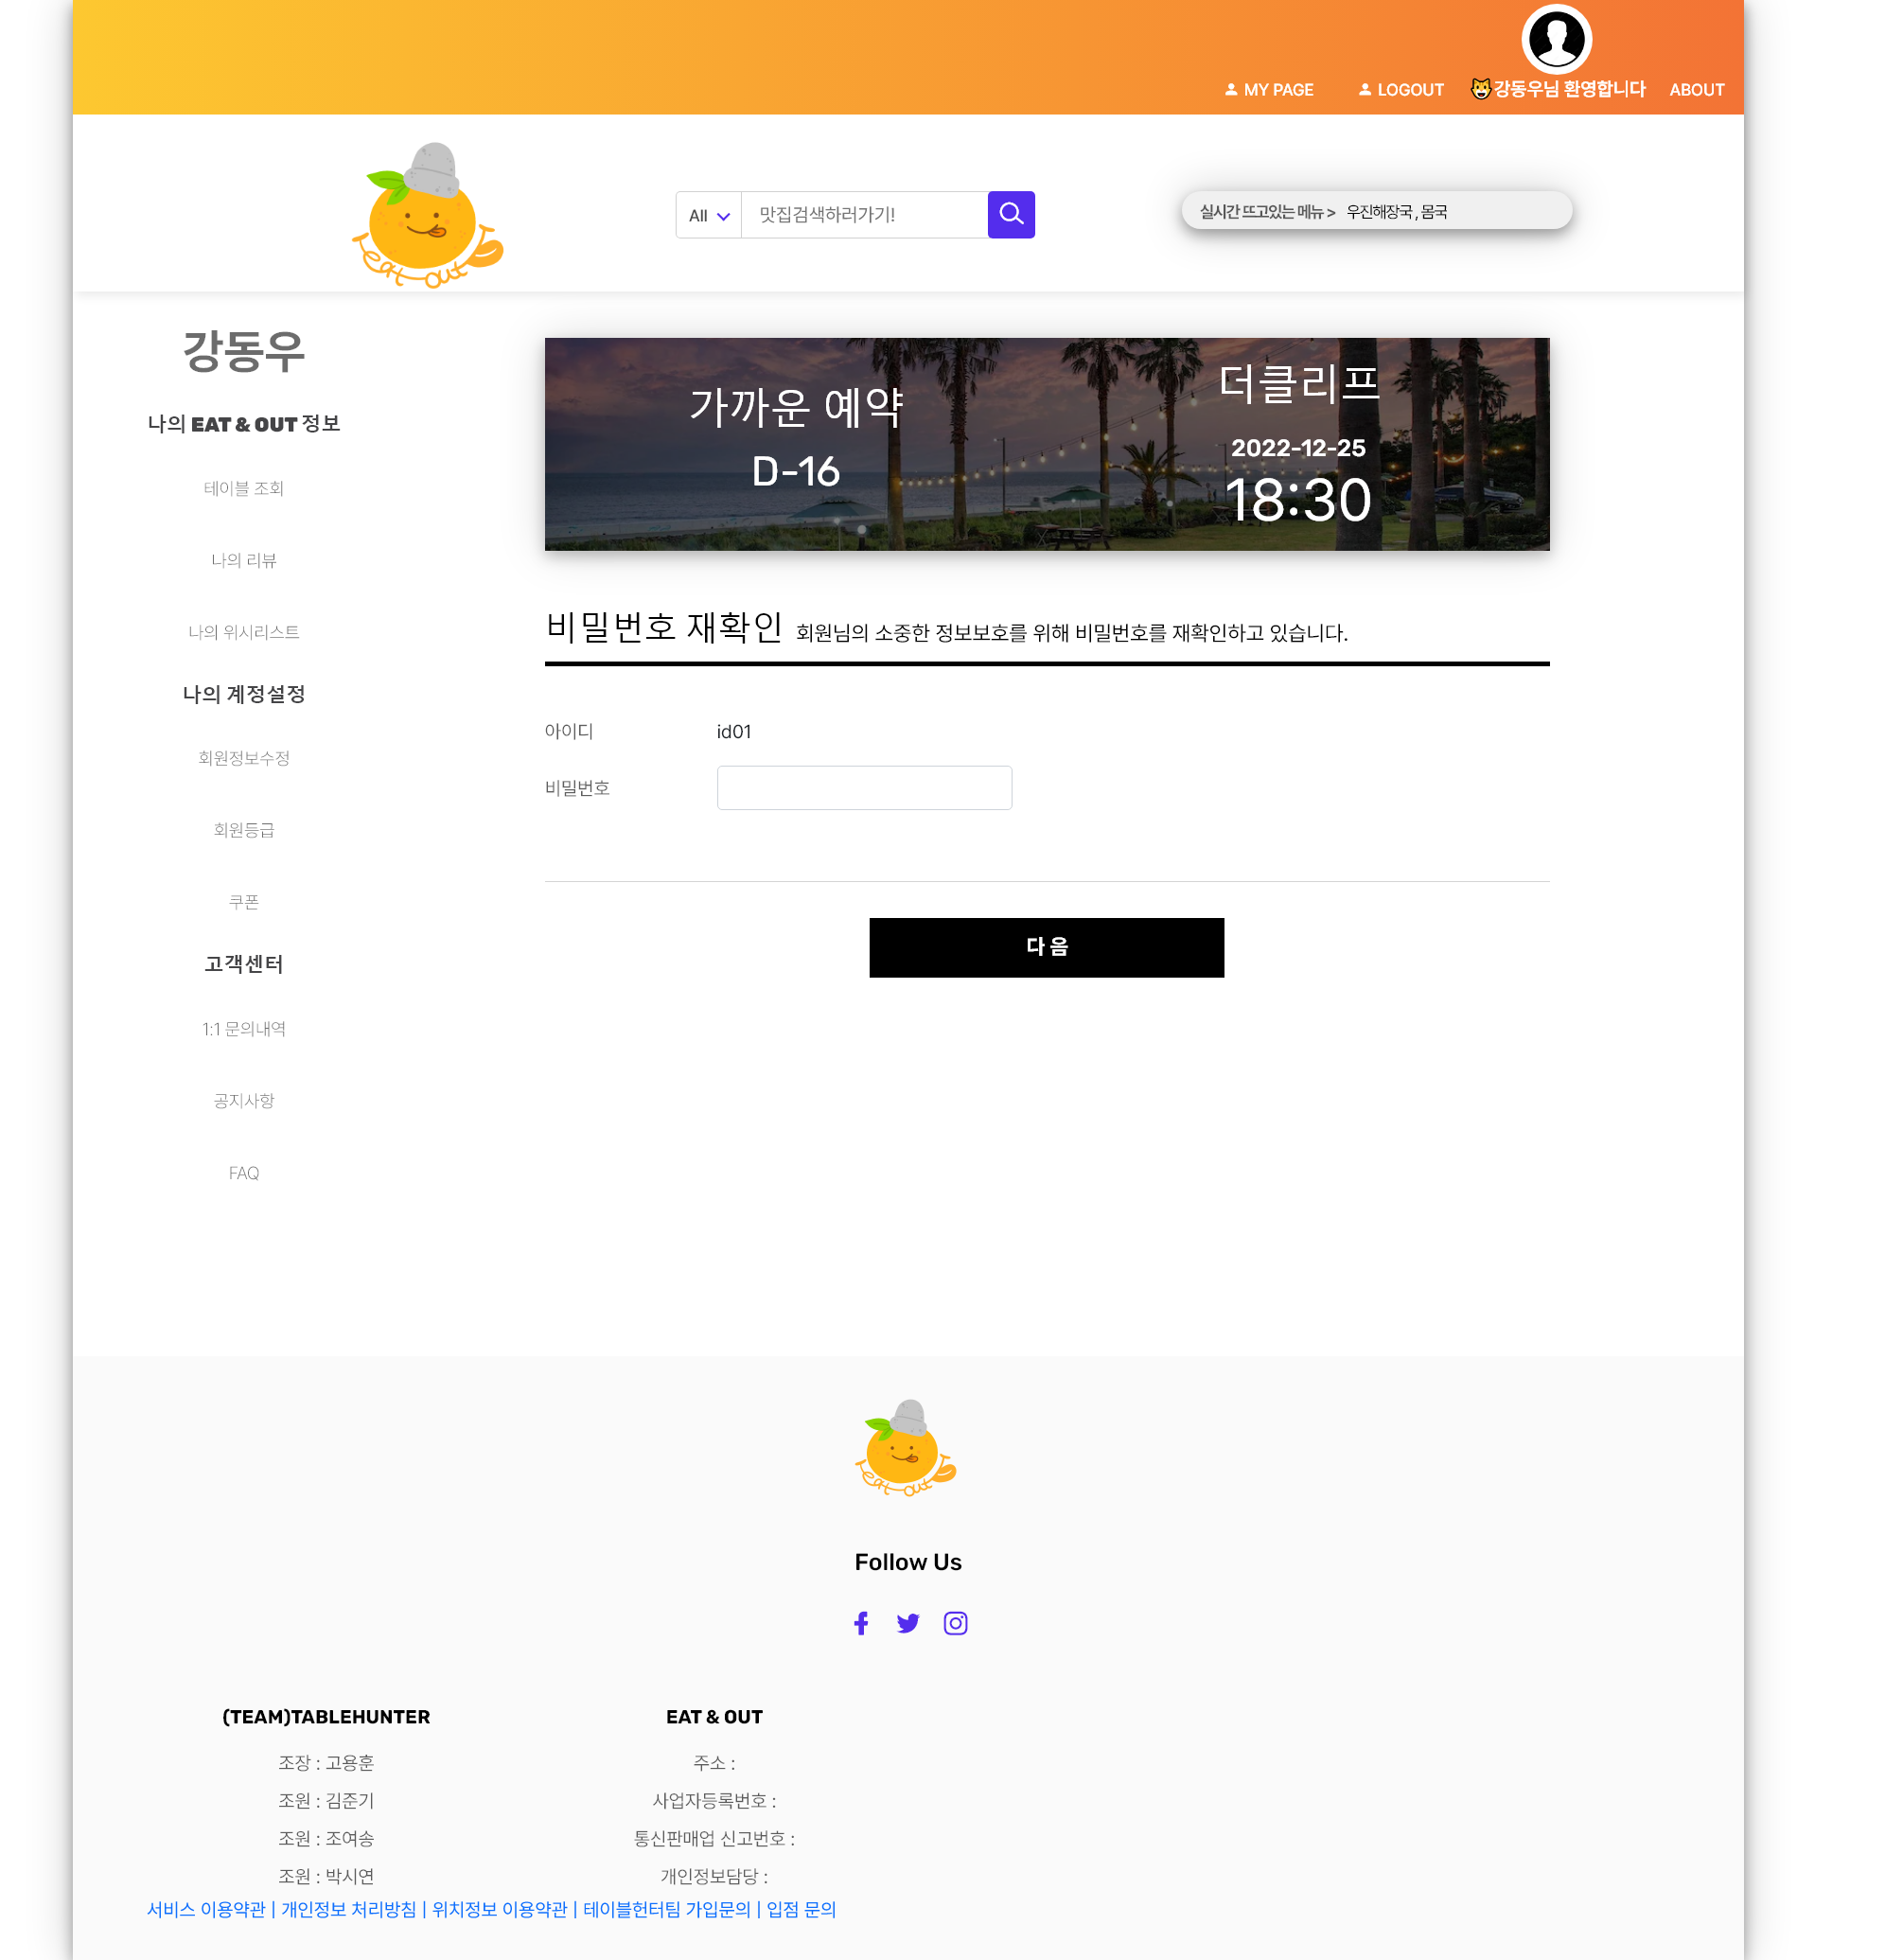 MY PAGE
LOGOUT
강동우님 환영합니다
ABOUT
eat out
All
맛집검색하러가기!
실시간 뜨고있는 메뉴 > 우진해장국 , 몸국
강동우
나의 EAT & OUT 정보
테이블 조회
나의 리뷰
나의 위시리스트
나의 계정설정
회원정보수정
회원등급
쿠폰
고객센터
1:1 문의내역
공지사항
FAQ
가까운 예약
D-16
더클리프
2022-12-25
18:30
비밀번호 재확인 회원님의 소중한 정보보호를 위해 비밀번호를 재확인하고 있습니다.
아이디 id01
비밀번호
다 음
eat out
Follow Us
(TEAM)TABLEHUNTER
조장 : 고용훈
조원 : 김준기
조원 : 조여송
조원 : 박시연
EAT & OUT
주소 :
사업자등록번호 :
통신판매업 신고번호 :
개인정보담당 :
서비스 이용약관 | 개인정보 처리방침 | 위치정보 이용약관 | 테이블헌터팀 가입문의 | 입점 문의